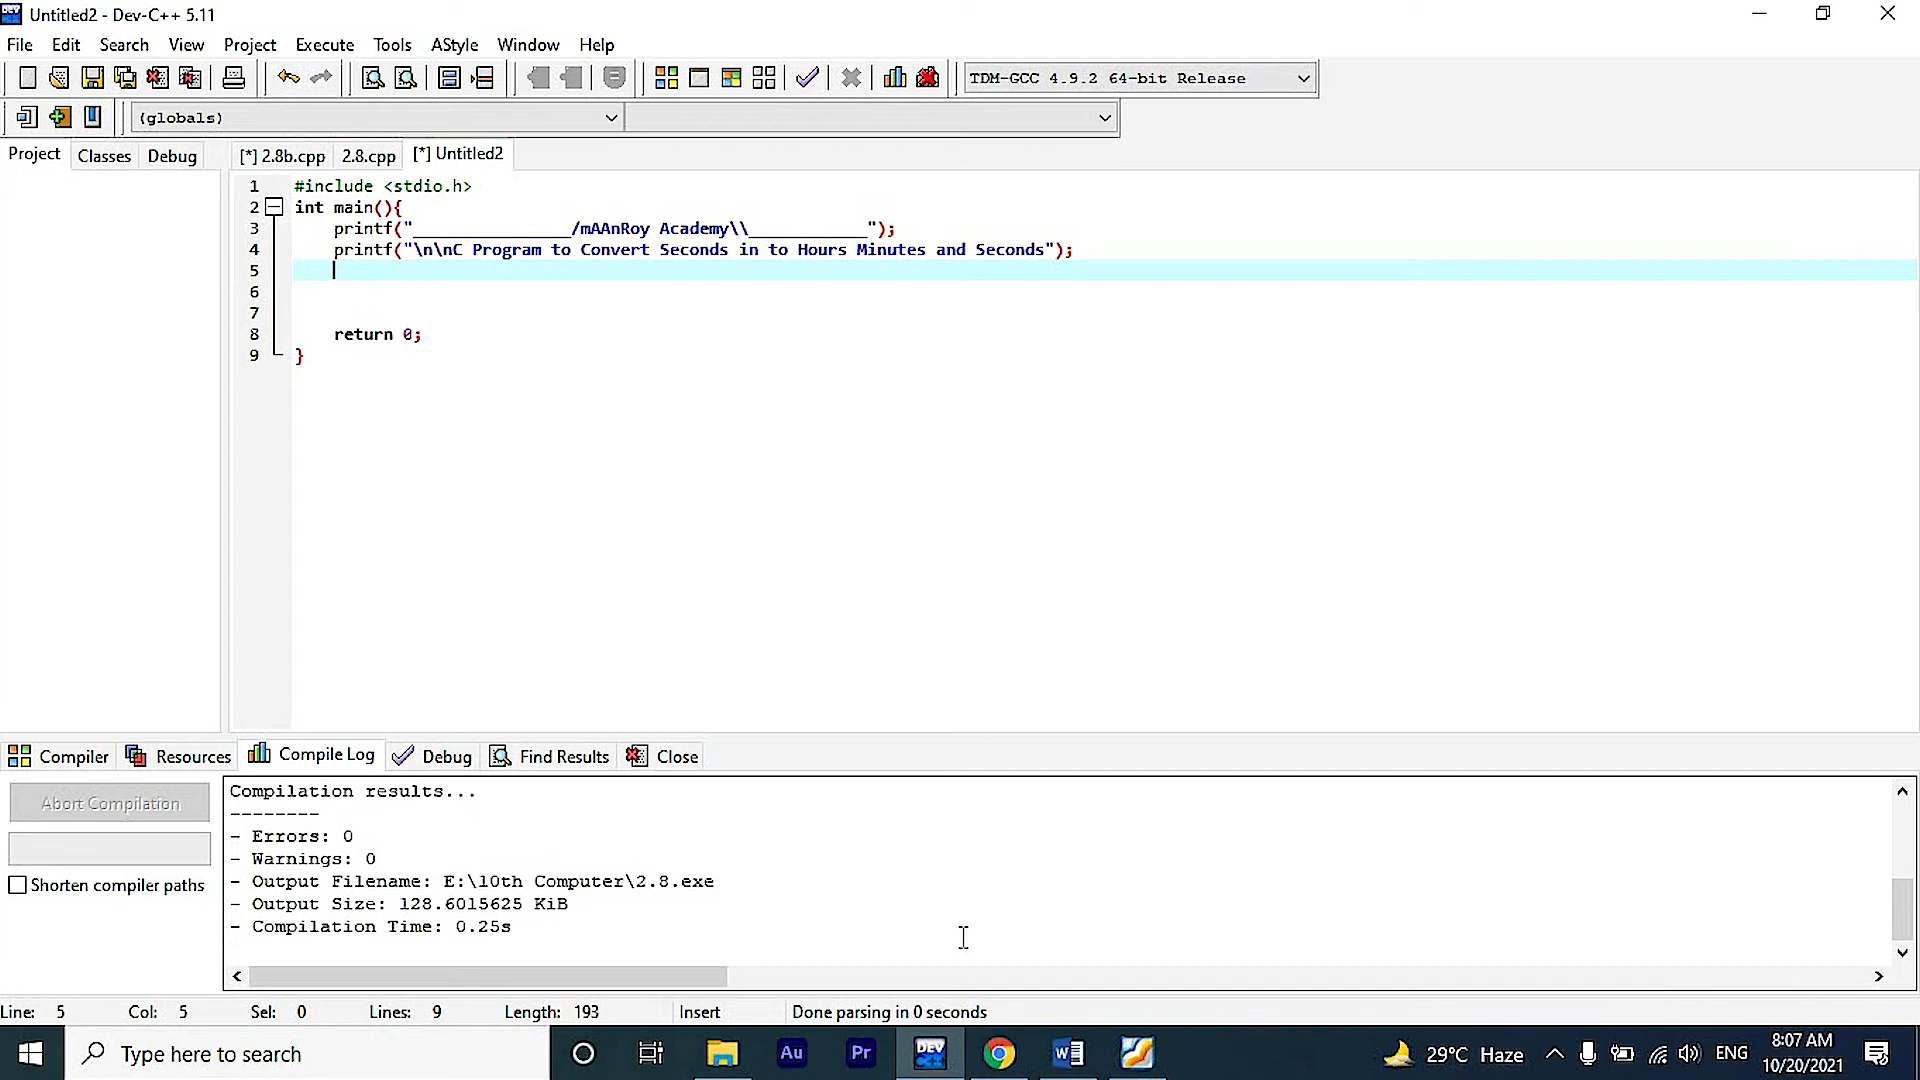 Untitled2 - Dev-C++ 5.11
File Edit Search View Project Execute Tools AStyle Window Help
TDM-GCC 4.9.2 64-bit Release
(globals)
Project Classes Debug [*] 2.8b.cpp 2.8.cpp [*] Untitled2
1 #include <stdio.h>
2 int main(){
3 printf("________________/mAAnRoy Academy\\____________");
4 printf("\n\nC Program to Convert Seconds in to Hours Minutes and Seconds");
5
6
7
8 return 0;
9 }
Compiler Resources Compile Log Debug Find Results Close
Abort Compilation
Shorten compiler paths
Compilation results...
--------
- Errors: 0
- Warnings: 0
- Output Filename: E:\10th Computer\2.8.exe
- Output Size: 128.6015625 KiB
- Compilation Time: 0.25s
Line: 5 Col: 5 Sel: 0 Lines: 9 Length: 193 Insert Done parsing in 0 seconds
Type here to search
Au Pr DEV
29°C Haze ENG
8:07 AM
10/20/2021